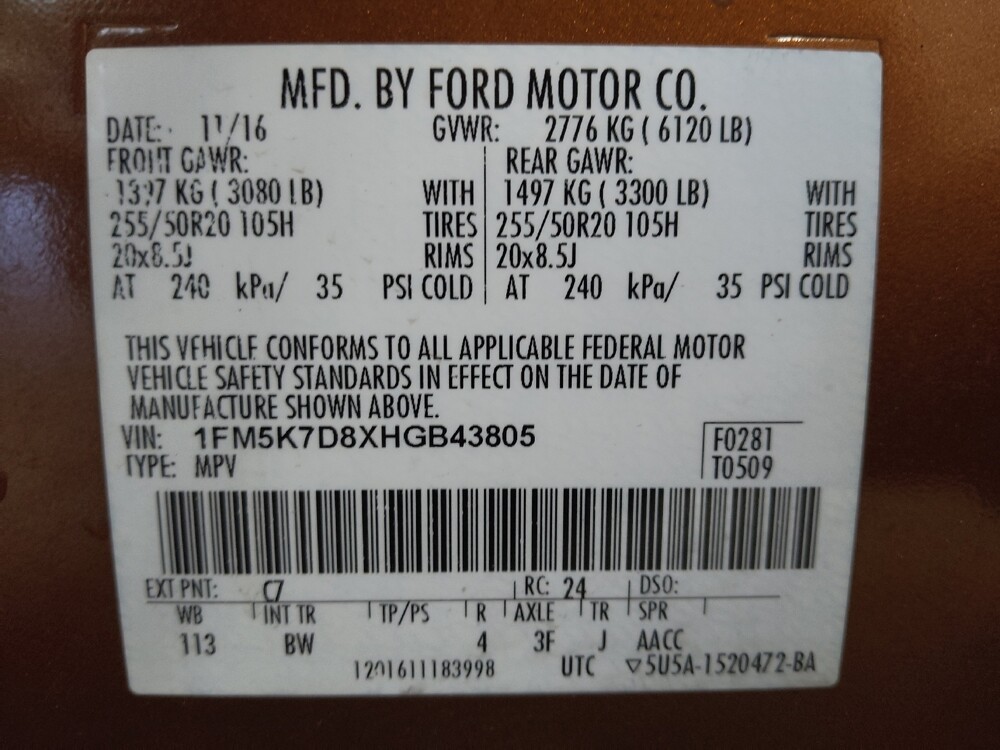 MFD. BY FORD MOTOR CO.
DATE: 11/16 GVWR: 2776 KG ( 6120 LB)
FRONT GAWR: REAR GAWR:
1397 KG ( 3080 LB) WITH 1497 KG ( 3300 LB) WITH
255/50R20 105H TIRES 255/50R20 105H TIRES
20x8.5J RIMS 20x8.5J RIMS
AT 240 kPa/ 35 PSI COLD AT 240 kPa/ 35 PSI COLD
THIS VEHICLE CONFORMS TO ALL APPLICABLE FEDERAL MOTOR
VEHICLE SAFETY STANDARDS IN EFFECT ON THE DATE OF
MANUFACTURE SHOWN ABOVE.
VIN: 1FM5K7D8XHGB43805 F0281
TYPE: MPV T0509
EXT PNT: C7 RC: 24 DSO:
WB INT TR TP/PS R AXLE TR SPR
113 BW 4 3F J AACC
1201611183998 UTC ▽5U5A-1520472-BA